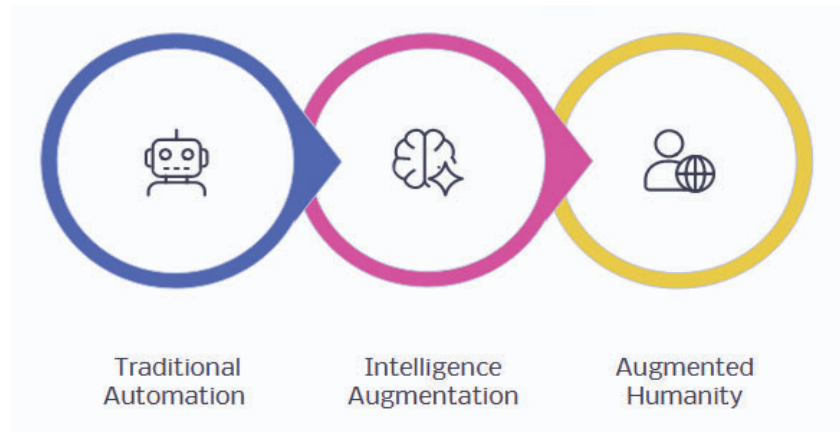 Traditional
Automation
Intelligence
Augmentation
Augmented
Humanity